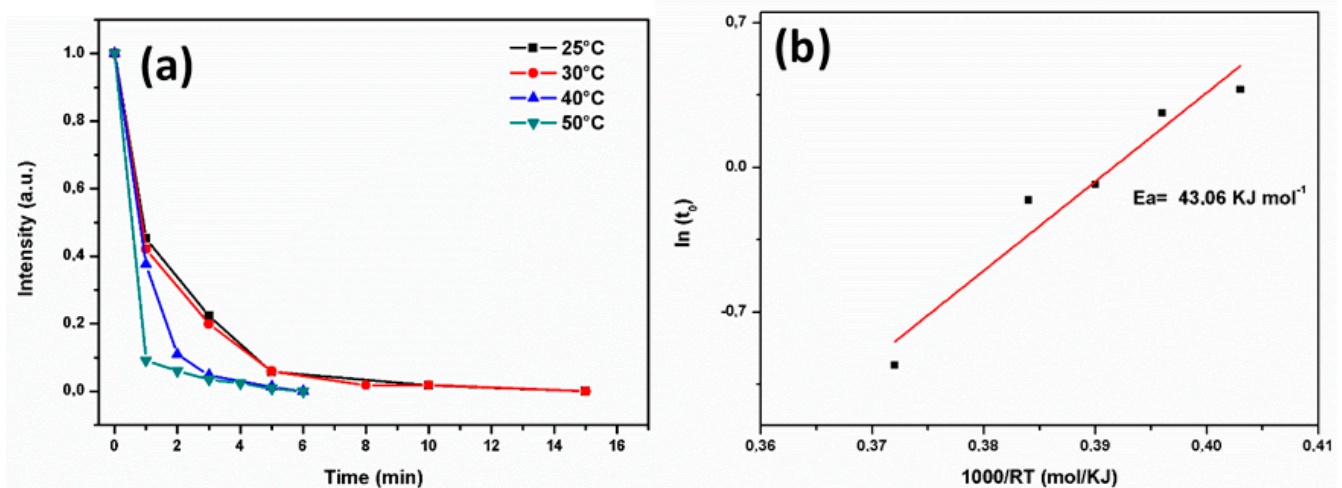 (a)
25°C
30°C
40°C
50°C
1.0
0.8
0.6
0.4
0.2
0.0
Intensity (a.u.)
0 2 4 6 8 10 12 14 16
Time (min)
(b)
0,7
0.0
-0,7
ln (t0)
Ea= 43.06 KJ mol-1
0,36 0,37 0,38 0,39 0,40 0,41
1000/RT (mol/KJ)